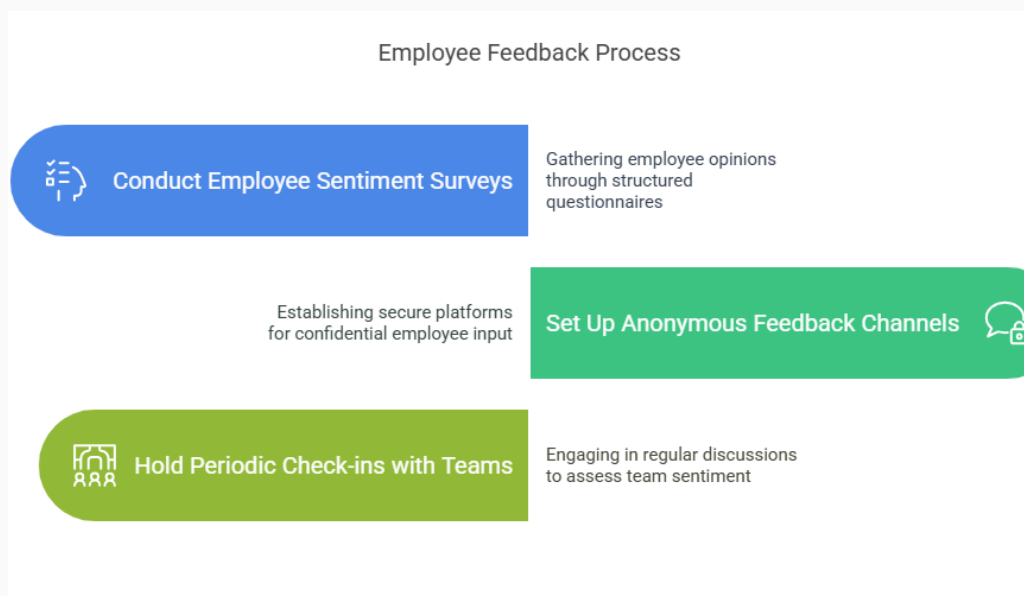 Employee Feedback Process
Conduct Employee Sentiment Surveys
Gathering employee opinions
through structured
questionnaires
Establishing secure platforms
for confidential employee input
Set Up Anonymous Feedback Channels
Hold Periodic Check-ins with Teams
Engaging in regular discussions
to assess team sentiment